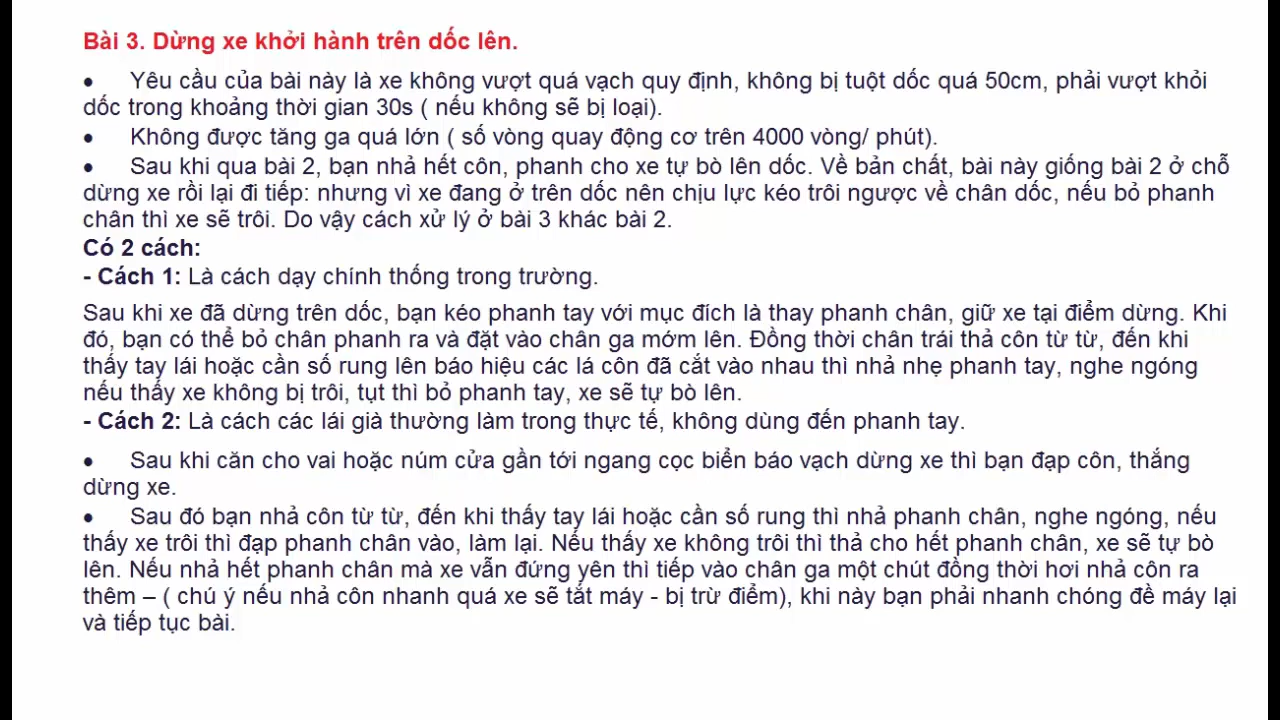 Bài 3. Dừng xe khởi hành trên dốc lên.
• Yêu cầu của bài này là xe không vượt quá vạch quy định, không bị tuột dốc quá 50cm, phải vượt khỏi
dốc trong khoảng thời gian 30s ( nếu không sẽ bị loại).
• Không được tăng ga quá lớn ( số vòng quay động cơ trên 4000 vòng/ phút).
• Sau khi qua bài 2, bạn nhả hết côn, phanh cho xe tự bò lên dốc. Về bản chất, bài này giống bài 2 ở chỗ
dừng xe rồi lại đi tiếp: nhưng vì xe đang ở trên dốc nên chịu lực kéo trôi ngược về chân dốc, nếu bỏ phanh
chân thì xe sẽ trôi. Do vậy cách xử lý ở bài 3 khác bài 2.
Có 2 cách:
- Cách 1: Là cách dạy chính thống trong trường.
Sau khi xe đã dừng trên dốc, bạn kéo phanh tay với mục đích là thay phanh chân, giữ xe tại điểm dừng. Khi
đó, bạn có thể bỏ chân phanh ra và đặt vào chân ga mớm lên. Đồng thời chân trái thả côn từ từ, đến khi
thấy tay lái hoặc cần số rung lên báo hiệu các lá côn đã cắt vào nhau thì nhả nhẹ phanh tay, nghe ngóng
nếu thấy xe không bị trôi, tụt thì bỏ phanh tay, xe sẽ tự bò lên.
- Cách 2: Là cách các lái già thường làm trong thực tế, không dùng đến phanh tay.
• Sau khi căn cho vai hoặc núm cửa gần tới ngang cọc biển báo vạch dừng xe thì bạn đạp côn, thắng
dừng xe.
• Sau đó bạn nhả côn từ từ, đến khi thấy tay lái hoặc cần số rung thì nhả phanh chân, nghe ngóng, nếu
thấy xe trôi thì đạp phanh chân vào, làm lại. Nếu thấy xe không trôi thì thả cho hết phanh chân, xe sẽ tự bò
lên. Nếu nhả hết phanh chân mà xe vẫn đứng yên thì tiếp vào chân ga một chút đồng thời hơi nhả côn ra
thêm – ( chú ý nếu nhả côn nhanh quá xe sẽ tắt máy - bị trừ điểm), khi này bạn phải nhanh chóng đề máy lại
và tiếp tục bài.